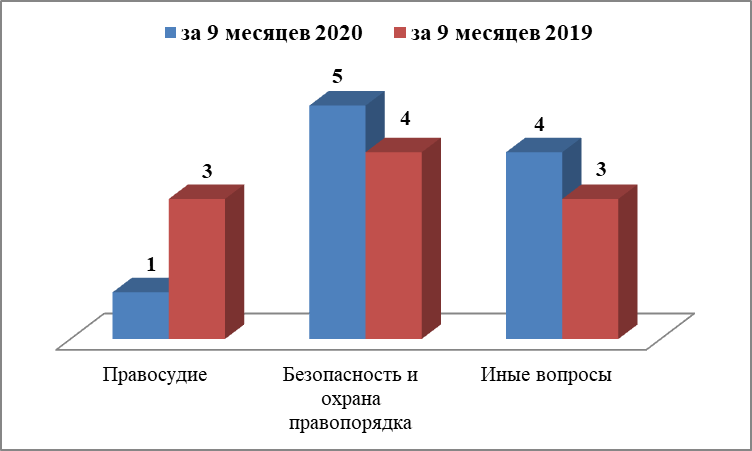 за 9 месяцев 2020 за 9 месяцев 2019
5
4
4
3
3
1
Правосудие
Безопасность и
охрана
правопорядка
Иные вопросы